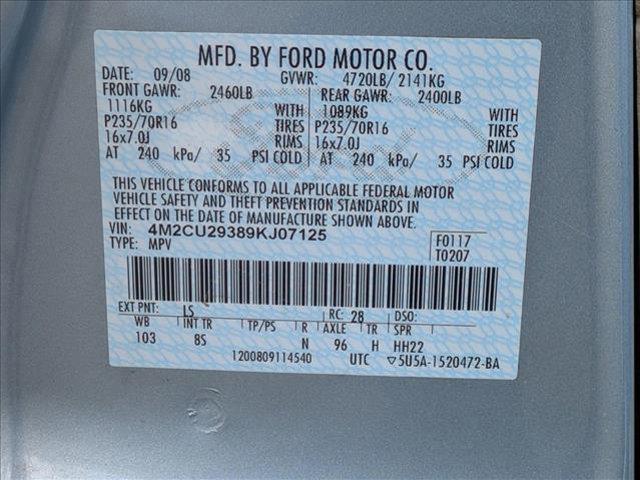 MFD. BY FORD MOTOR CO.
DATE: 09/08 GVWR: 4720LB/ 2141KG
FRONT GAWR: 2460LB REAR GAWR: 2400LB
1116KG WITH 1089KG WITH
P235/70R16 TIRES P235/70R16 TIRES
16x7.0J RIMS 16x7.0J RIMS
AT 240 kPa/ 35 PSI COLD AT 240 kPa/ 35 PSI COLD
THIS VEHICLE CONFORMS TO ALL APPLICABLE FEDERAL MOTOR
VEHICLE SAFETY AND THEFT PREVENTION STANDARDS IN
EFFECT ON THE DATE OF MANUFACTURE SHOWN ABOVE.
VIN: 4M2CU29389KJ07125 F0117
TYPE: MPV T0207
EXT PNT: LS RC: 28 DSO:
WB INT TR TP/PS R AXLE TR SPR
103 8S N 96 H HH22
1200809114540 UTC ▽5U5A-1520472-BA